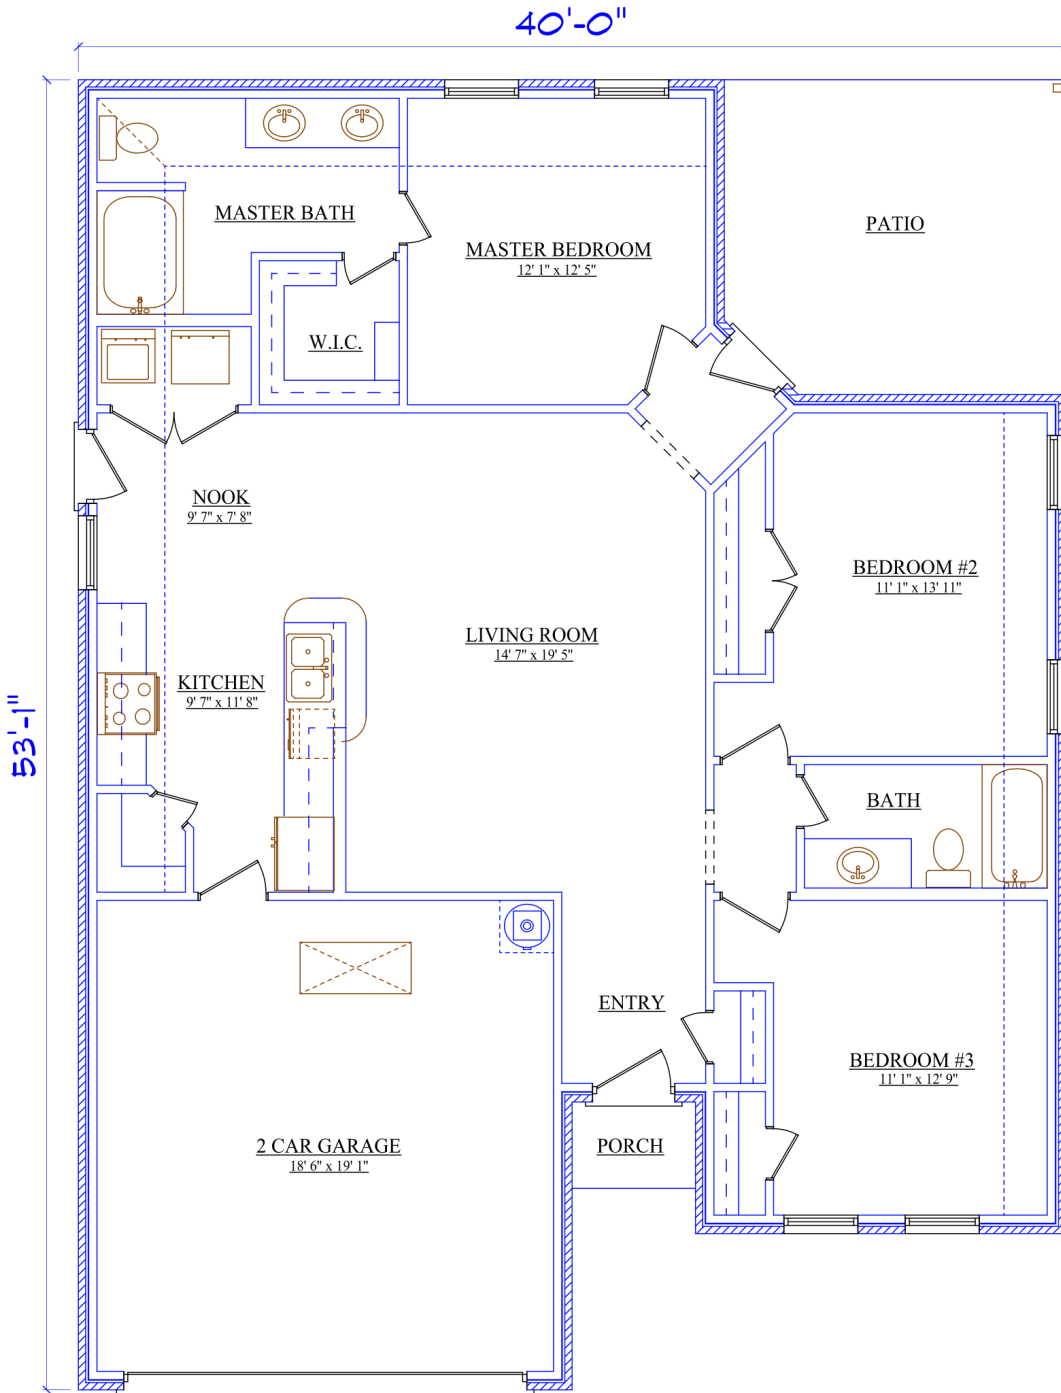 40'-0"
MASTER BATH
MASTER BEDROOM
12' 1" x 12' 5"
PATIO
W.I.C.
NOOK
9' 7" x 7' 8"
BEDROOM #2
11' 1" x 13' 11"
LIVING ROOM
14' 7" x 19' 5"
KITCHEN
9' 7" x 11' 8"
53'-1"
BATH
ENTRY
BEDROOM #3
11' 1" x 12' 9"
2 CAR GARAGE
18' 6" x 19' 1"
PORCH